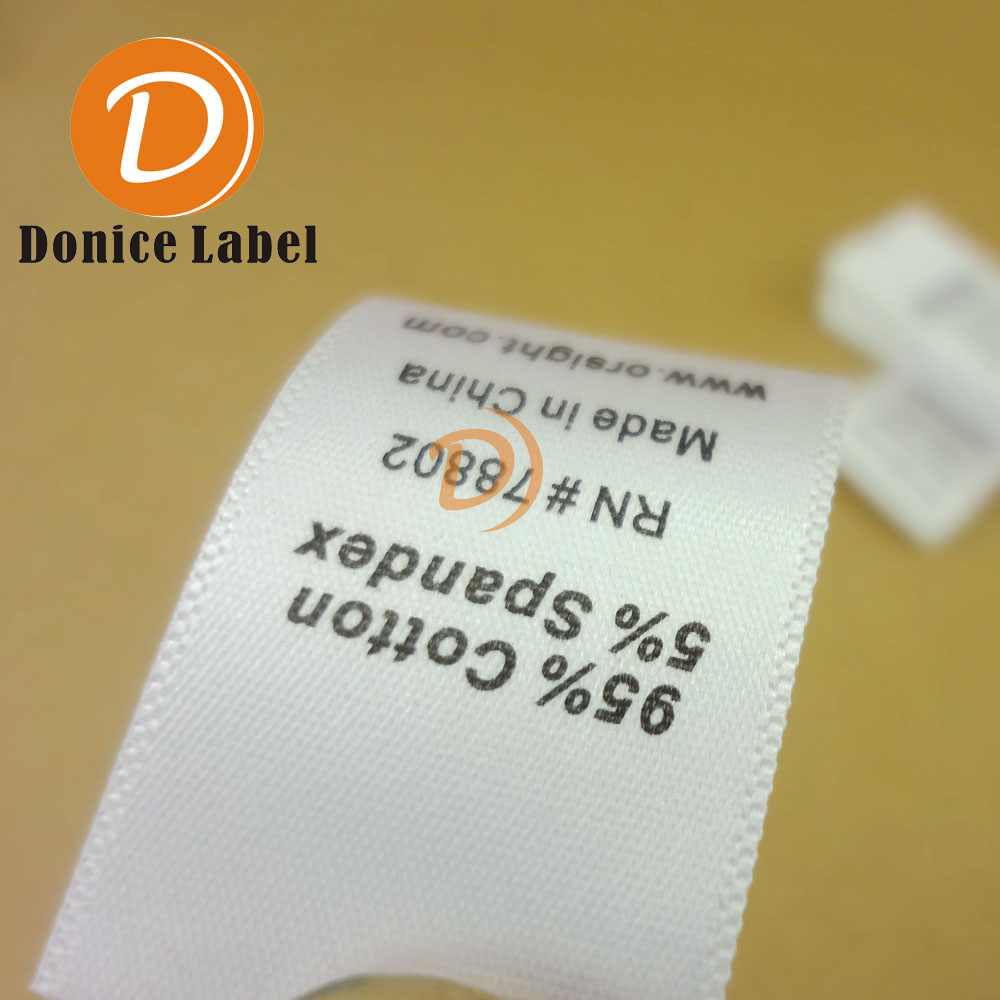 D
Donice Label
95% Cotton
5% Spandex
RN # 78802
Made in China
www.orsight.com
D